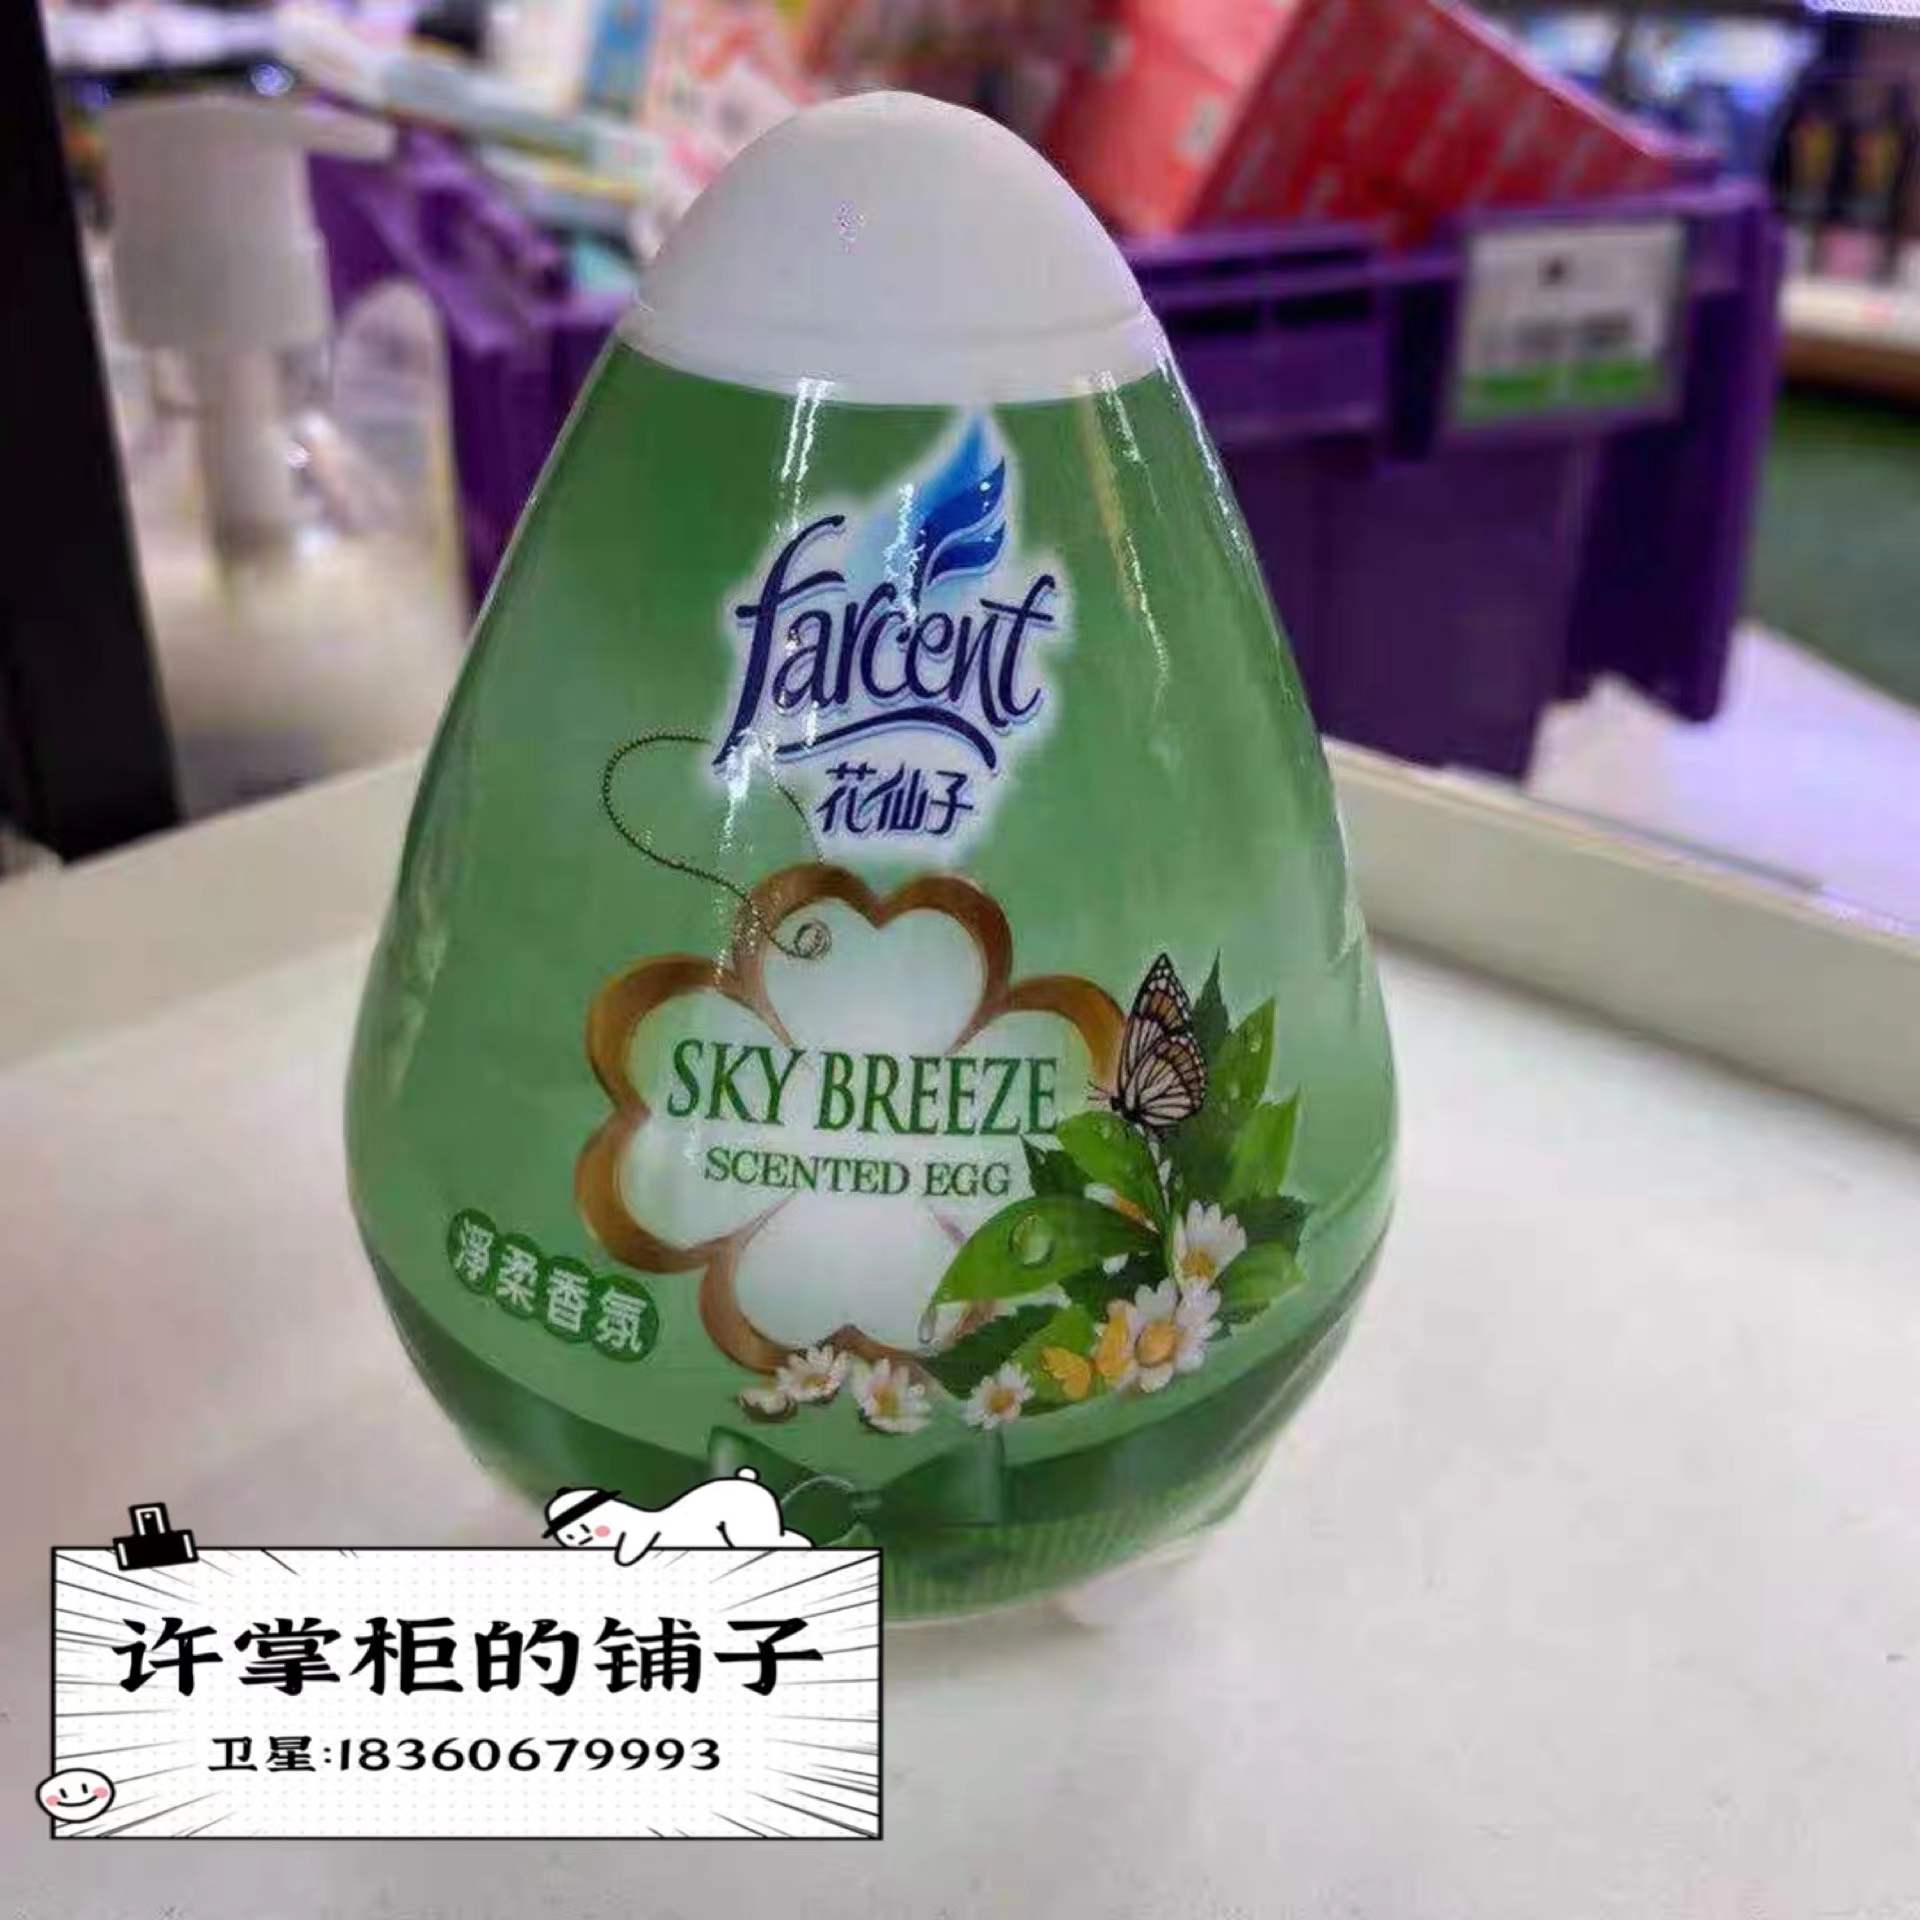 farcent
花仙子
SKY BREEZE
SCENTED EGG
淨柔香氛
许掌柜的铺子
卫星:18360679993